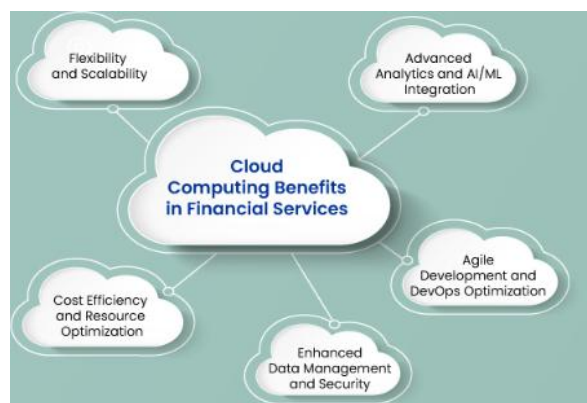 Flexibility
and Scalability
Advanced
Analytics and AI/ML
Integration
Cloud
Computing Benefits
in Financial Services
Cost Efficiency
and Resource
Optimization
Agile
Development and
DevOps Optimization
Enhanced
Data Management
and Security